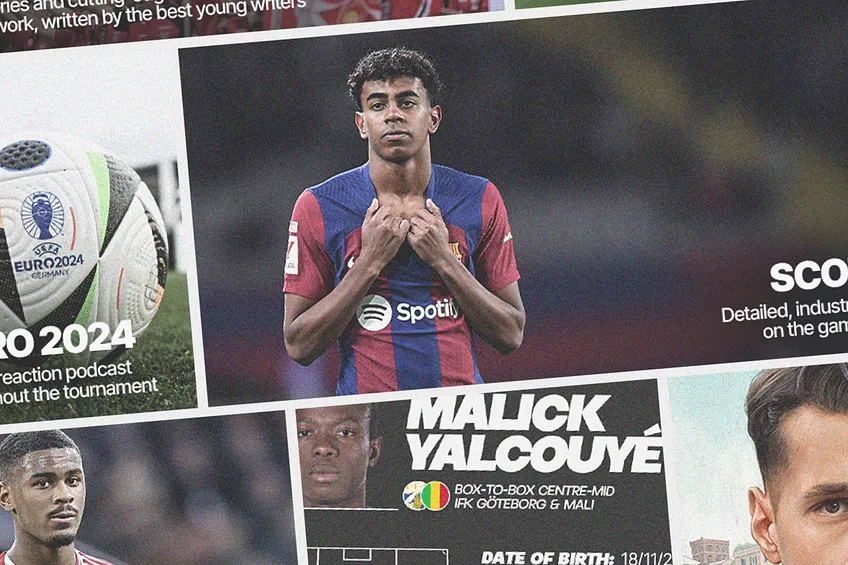 work, written by the best young writers
UEFA
EURO2024
GERMANY
RO 2024
reaction podcast
out the tournament
Spotify
SCO
Detailed, industr
on the gam
MALICK
YALCOUYÉ
BOX-TO-BOX CENTRE-MID
IFK GÖTEBORG & MALI
DATE OF BIRTH: 18/11/2